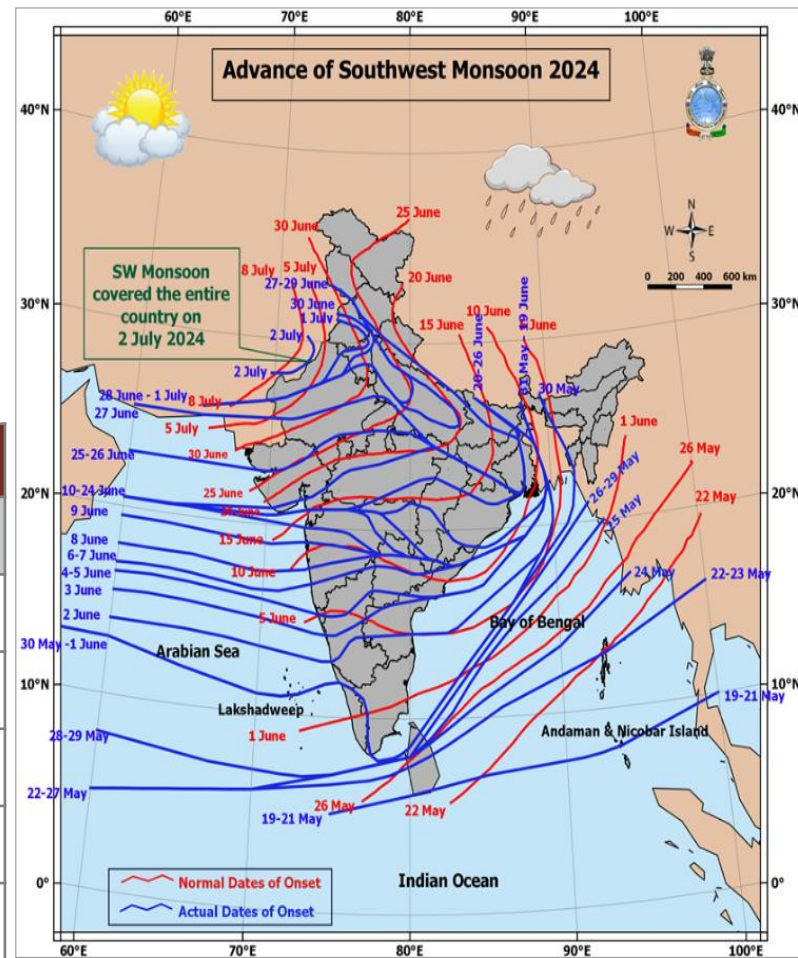 60°E 70°E 80°E 90°E 100°E
Advance of Southwest Monsoon 2024
40°N 40°N
N
W E
S
0 200 400 600 km
30 June
25 June
SW Monsoon
covered the entire
country on
2 July 2024
8 July
5 July
27-29 June
20 June
30°N 30°N
30 June
1 July
10 June
15 June
31 May - 19 June
2 July
2 July
30 May
28 June - 1 July
8 July
27 June
5 July
1 June
25-26 June
30 June
26 May
25 June
26-29 May
22 May
20°N 20°N
10-24 June
25 May
9 June
15 June
8 June
10 June
6-7 June
4-5 June
24 May
22-23 May
3 June
5 June
2 June
Bay of Bengal
30 May -1 June
Arabian Sea
10°N 10°N
19-21 May
Lakshadweep
1 June
Andaman & Nicobar Island
28-29 May
22-27 May
26 May
22 May
19-21 May
0° 0°
Indian Ocean
Normal Dates of Onset
Actual Dates of Onset
60°E 70°E 80°E 90°E 100°E